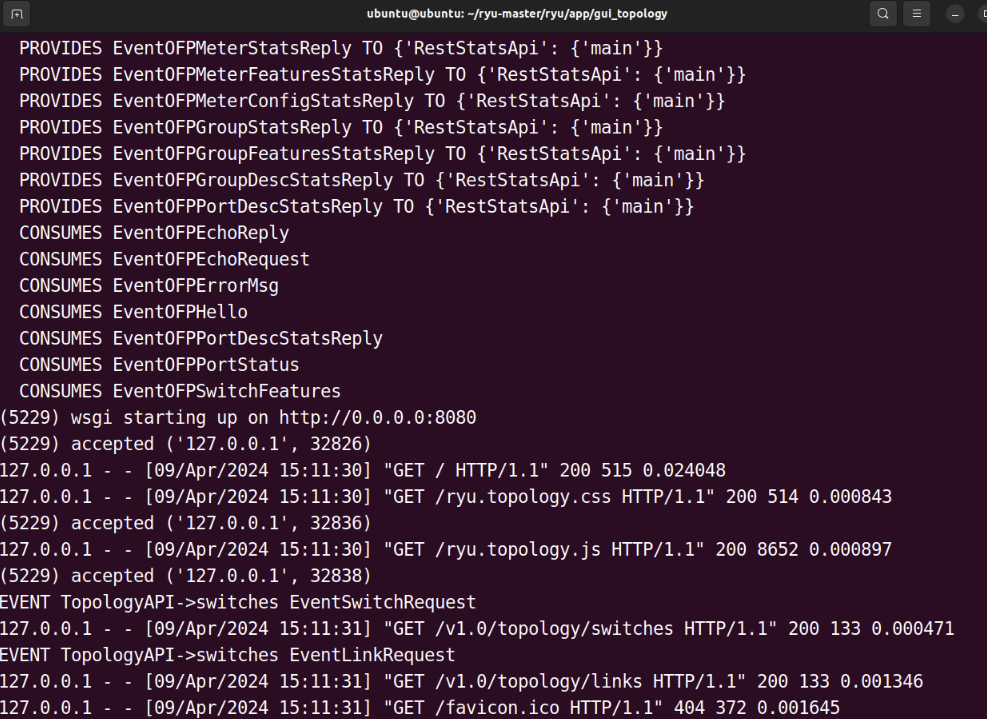 ubuntu@ubuntu: ~/ryu-master/ryu/app/gui_topology
PROVIDES EventOFPMeterStatsReply TO {'RestStatsApi': {'main'}}
PROVIDES EventOFPMeterFeaturesStatsReply TO {'RestStatsApi': {'main'}}
PROVIDES EventOFPMeterConfigStatsReply TO {'RestStatsApi': {'main'}}
PROVIDES EventOFPGroupStatsReply TO {'RestStatsApi': {'main'}}
PROVIDES EventOFPGroupFeaturesStatsReply TO {'RestStatsApi': {'main'}}
PROVIDES EventOFPGroupDescStatsReply TO {'RestStatsApi': {'main'}}
PROVIDES EventOFPPortDescStatsReply TO {'RestStatsApi': {'main'}}
CONSUMES EventOFPEchoReply
CONSUMES EventOFPEchoRequest
CONSUMES EventOFPErrorMsg
CONSUMES EventOFPHello
CONSUMES EventOFPPortDescStatsReply
CONSUMES EventOFPPortStatus
CONSUMES EventOFPSwitchFeatures
(5229) wsgi starting up on http://0.0.0.0:8080
(5229) accepted ('127.0.0.1', 32826)
127.0.0.1 - - [09/Apr/2024 15:11:30] "GET / HTTP/1.1" 200 515 0.024048
127.0.0.1 - - [09/Apr/2024 15:11:30] "GET /ryu.topology.css HTTP/1.1" 200 514 0.000843
(5229) accepted ('127.0.0.1', 32836)
127.0.0.1 - - [09/Apr/2024 15:11:30] "GET /ryu.topology.js HTTP/1.1" 200 8652 0.000897
(5229) accepted ('127.0.0.1', 32838)
EVENT TopologyAPI->switches EventSwitchRequest
127.0.0.1 - - [09/Apr/2024 15:11:31] "GET /v1.0/topology/switches HTTP/1.1" 200 133 0.000471
EVENT TopologyAPI->switches EventLinkRequest
127.0.0.1 - - [09/Apr/2024 15:11:31] "GET /v1.0/topology/links HTTP/1.1" 200 133 0.001346
127.0.0.1 - - [09/Apr/2024 15:11:31] "GET /favicon.ico HTTP/1.1" 404 372 0.001645